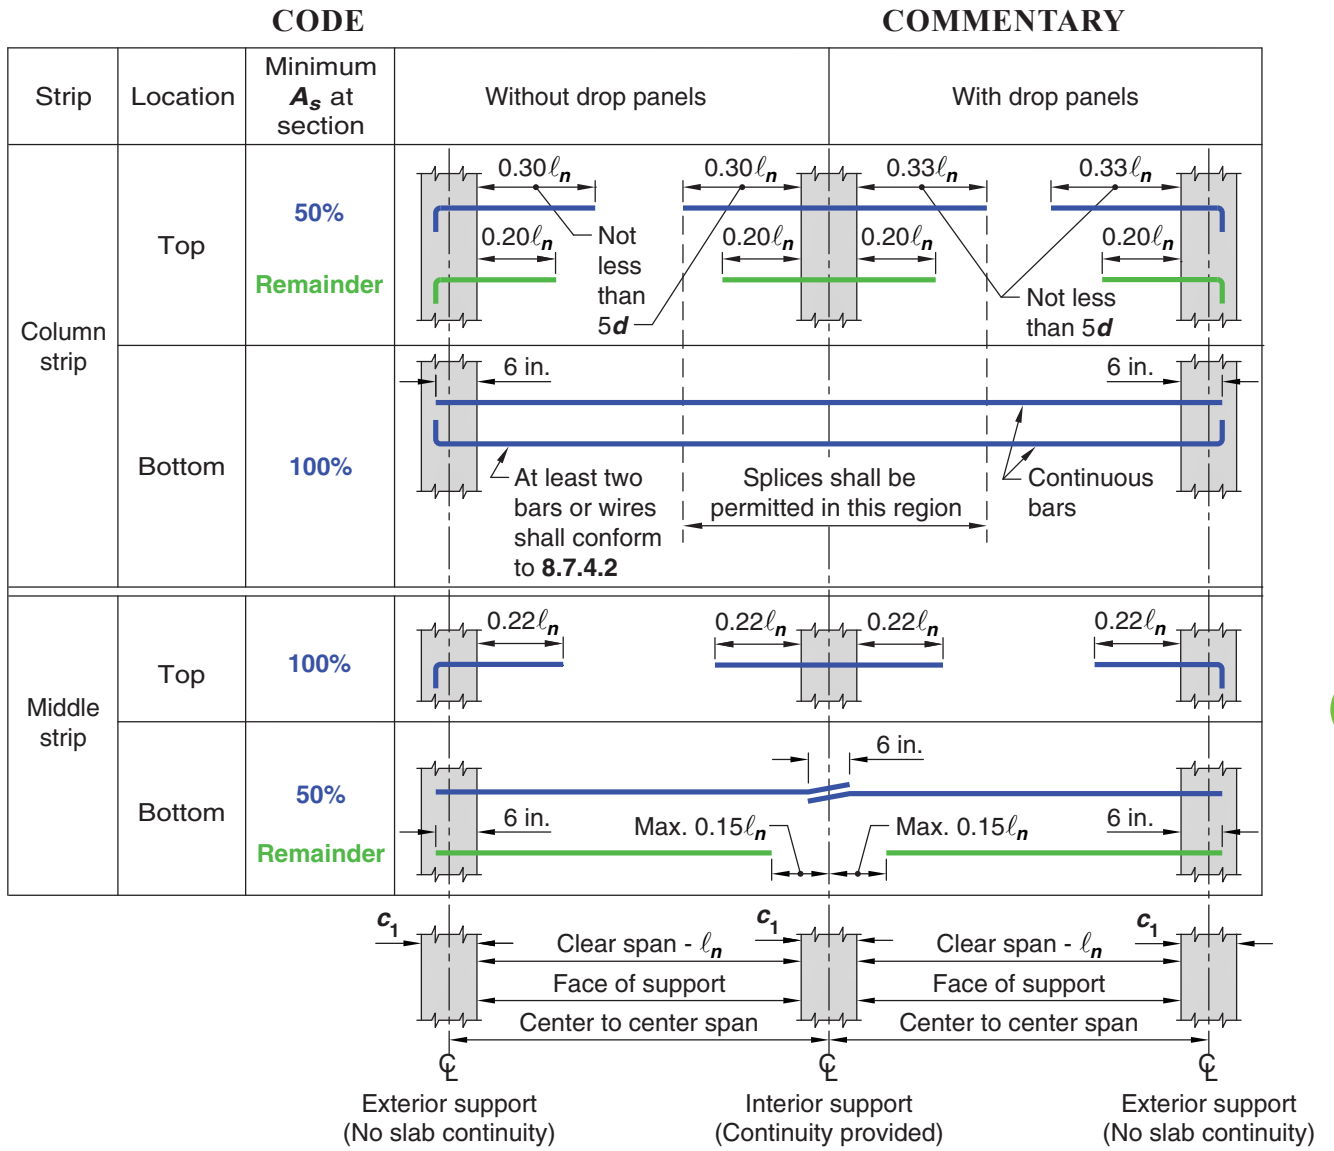 CODE
COMMENTARY
Strip
Location
Minimum
As at
section
Without drop panels
With drop panels
Column
strip
Top
50%
Remainder
0.30ℓn
0.30ℓn
0.33ℓn
0.33ℓn
0.20ℓn
0.20ℓn
0.20ℓn
0.20ℓn
Not
less
than
5d
Not less
than 5d
Bottom
100%
6 in.
6 in.
At least two
bars or wires
shall conform
to 8.7.4.2
Splices shall be
permitted in this region
Continuous
bars
Middle
strip
Top
100%
0.22ℓn
0.22ℓn
0.22ℓn
0.22ℓn
Bottom
50%
Remainder
6 in.
6 in.
Max. 0.15ℓn
Max. 0.15ℓn
6 in.
c1
c1
c1
Clear span - ℓn
Clear span - ℓn
Face of support
Face of support
Center to center span
Center to center span
℄
℄
℄
Exterior support
(No slab continuity)
Interior support
(Continuity provided)
Exterior support
(No slab continuity)